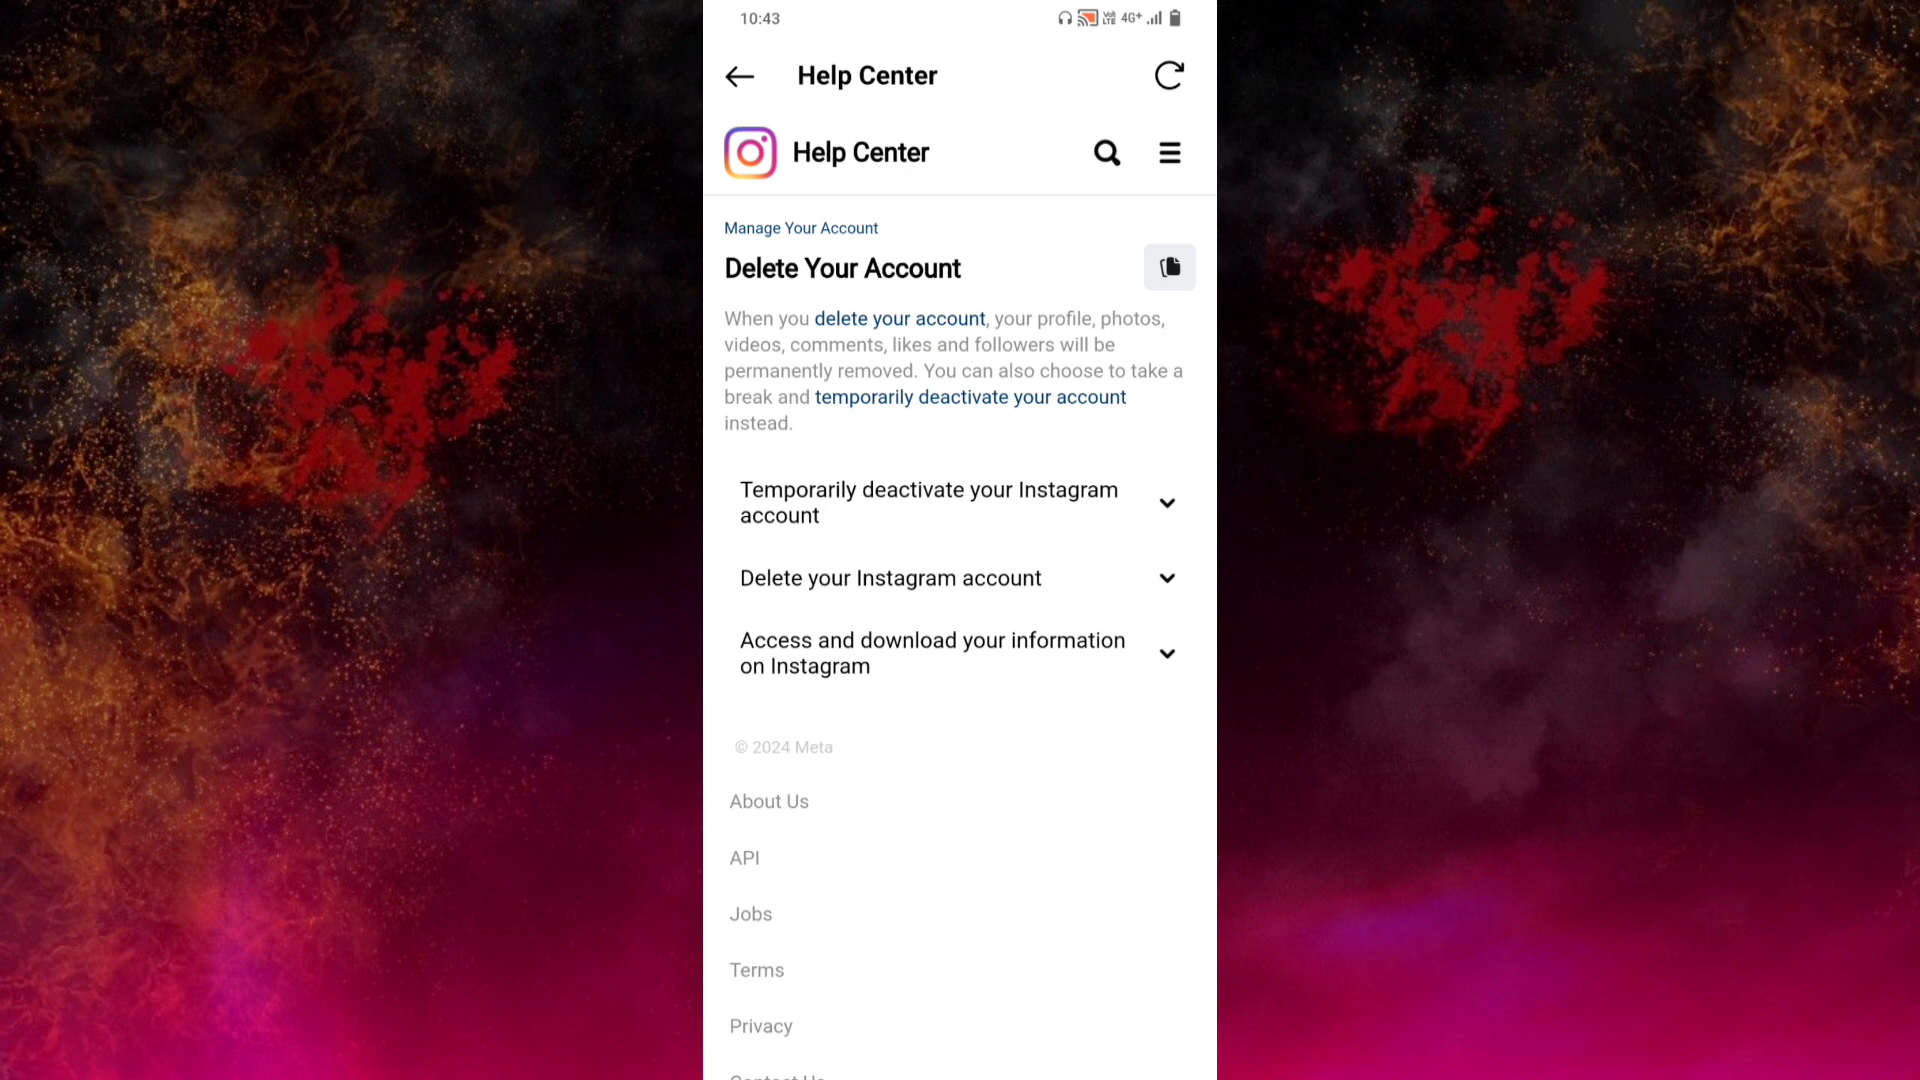 10:43
4G+
Help Center
Help Center
Manage Your Account
Delete Your Account
When you delete your account, your profile, photos,
videos, comments, likes and followers will be
permanently removed. You can also choose to take a
break and temporarily deactivate your account
instead.
Temporarily deactivate your Instagram
account
Delete your Instagram account
Access and download your information
on Instagram
© 2024 Meta
About Us
API
Jobs
Terms
Privacy